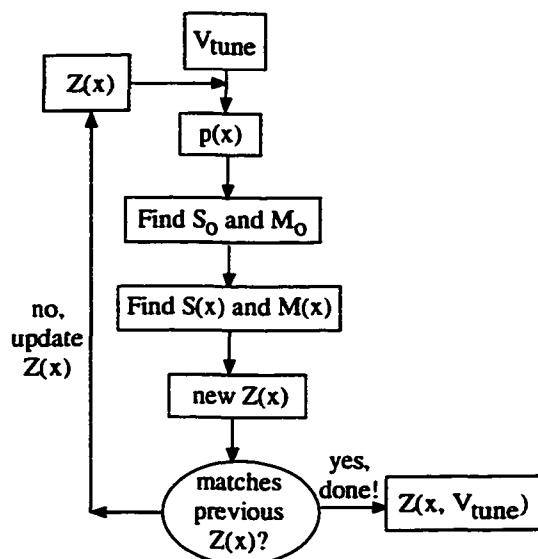 V_tune
Z(x)
p(x)
Find S_o and M_o
Find S(x) and M(x)
no,
update
Z(x)
new Z(x)
matches
previous
Z(x)?
yes,
done!
Z(x, V_tune)